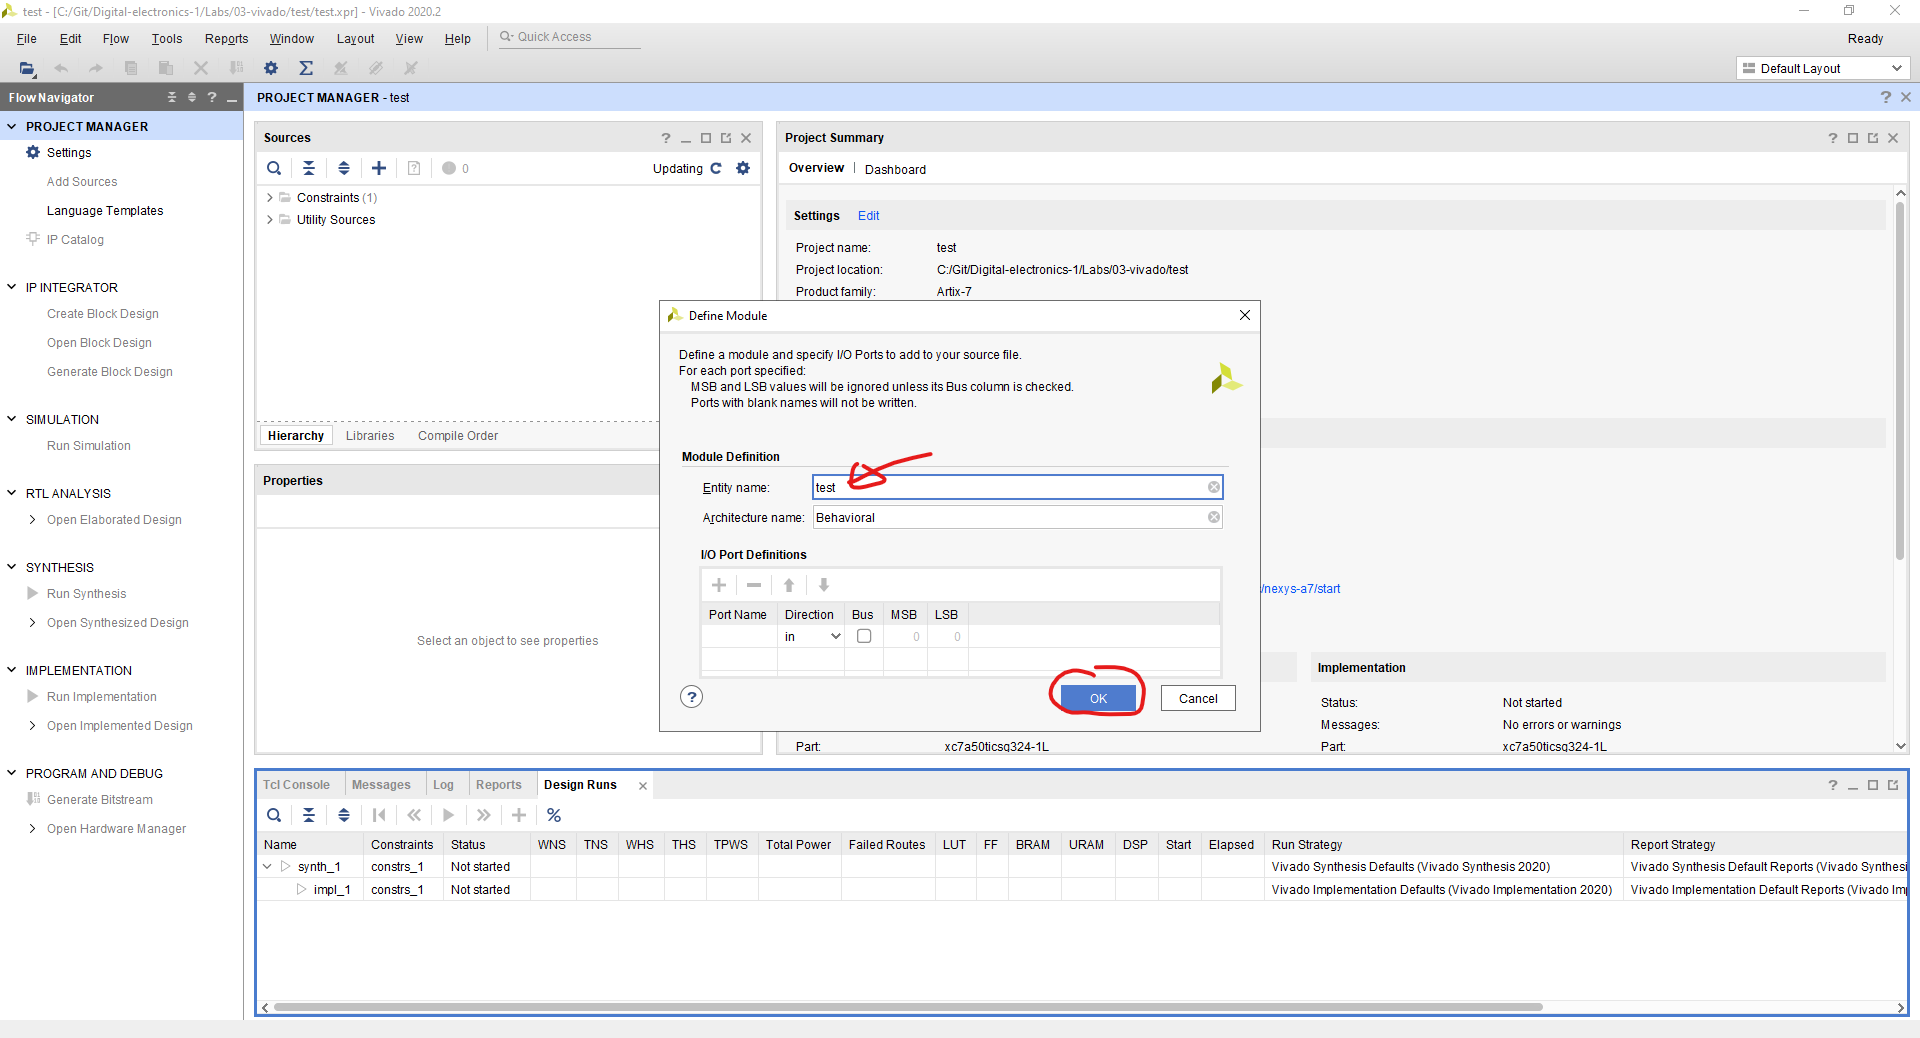 test - [C:/Git/Digital-electronics-1/Labs/03-vivado/test/test.xpr] - Vivado 2020.2
File Edit Flow Tools Reports Window Layout View Help Quick Access Ready
Default Layout
Flow Navigator
PROJECT MANAGER
Settings
Add Sources
Language Templates
IP Catalog
IP INTEGRATOR
Create Block Design
Open Block Design
Generate Block Design
SIMULATION
Run Simulation
RTL ANALYSIS
Open Elaborated Design
SYNTHESIS
Run Synthesis
Open Synthesized Design
IMPLEMENTATION
Run Implementation
Open Implemented Design
PROGRAM AND DEBUG
Generate Bitstream
Open Hardware Manager
PROJECT MANAGER - test
Sources
0 Updating
Constraints (1)
Utility Sources
Hierarchy Libraries Compile Order
Properties
Select an object to see properties
Project Summary
Overview Dashboard
Settings Edit
Project name: test
Project location: C:/Git/Digital-electronics-1/Labs/03-vivado/test
Product family: Artix-7
/nexys-a7/start
Implementation
Status: Not started
Messages: No errors or warnings
Part: xc7a50ticsg324-1L
Part: xc7a50ticsg324-1L
Define Module
Define a module and specify I/O Ports to add to your source file.
For each port specified:
MSB and LSB values will be ignored unless its Bus column is checked.
Ports with blank names will not be written.
Module Definition
Entity name: test
Architecture name: Behavioral
I/O Port Definitions
Port Name Direction Bus MSB LSB
in 0 0
? OK Cancel
Tcl Console Messages Log Reports Design Runs
Name Constraints Status WNS TNS WHS THS TPWS Total Power Failed Routes LUT FF BRAM URAM DSP Start Elapsed Run Strategy Report Strategy
synth_1 constrs_1 Not started Vivado Synthesis Defaults (Vivado Synthesis 2020) Vivado Synthesis Default Reports (Vivado Synthesi
impl_1 constrs_1 Not started Vivado Implementation Defaults (Vivado Implementation 2020) Vivado Implementation Default Reports (Vivado Im